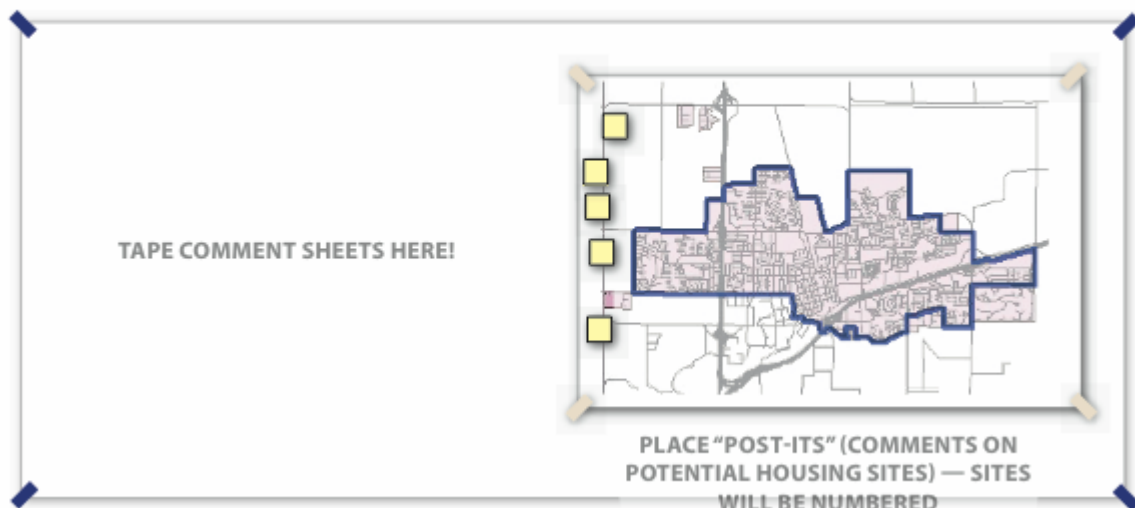 TAPE COMMENT SHEETS HERE!
PLACE “POST-ITS” (COMMENTS ON
POTENTIAL HOUSING SITES) — SITES
WILL BE NUMBERED